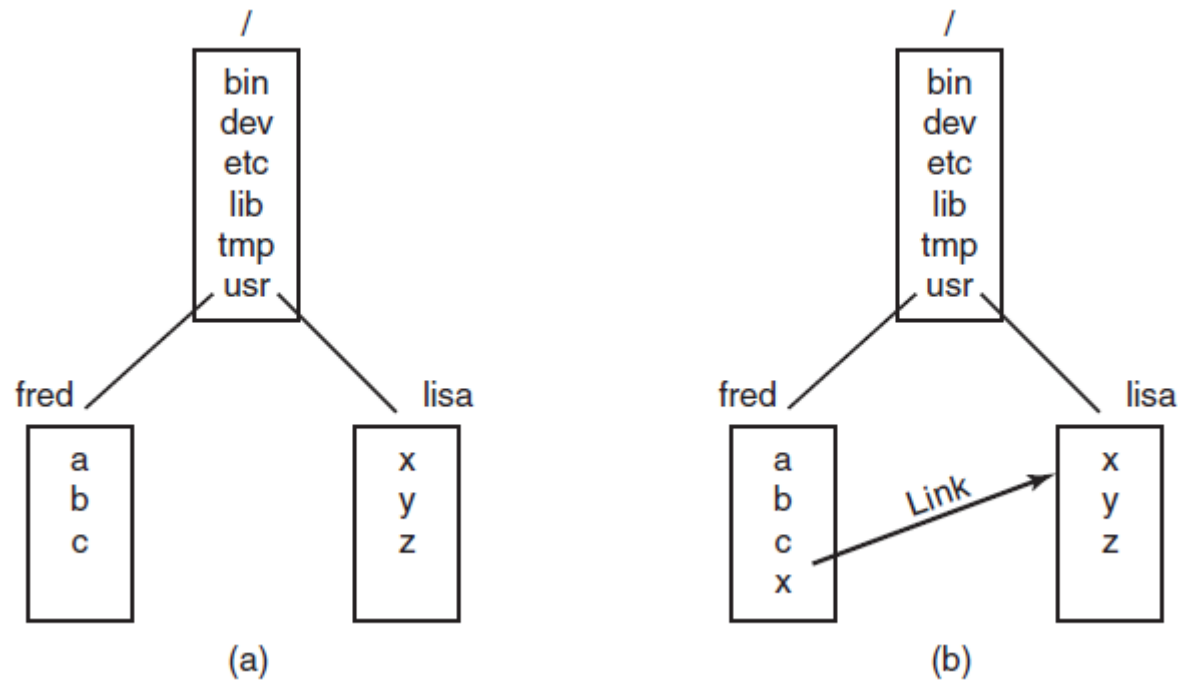 /
bin
dev
etc
lib
tmp
usr
fred
lisa
a
b
c
x
y
z
(a)
/
bin
dev
etc
lib
tmp
usr
fred
lisa
a
b
c
x
Link
x
y
z
(b)